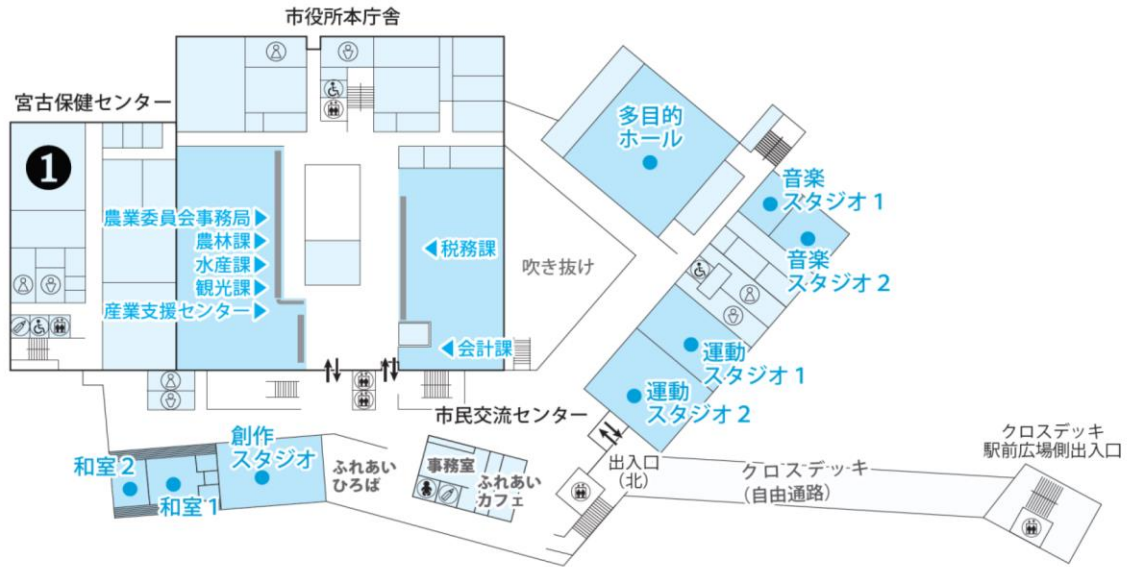 市役所本庁舎
宮古保健センター
1
農業委員会事務局
農林課
水産課
観光課
産業支援センター
税務課
会計課
吹き抜け
多目的
ホール
音楽
スタジオ 1
音楽
スタジオ 2
運動
スタジオ 1
運動
スタジオ 2
市民交流センター
和室 2
和室 1
創作
スタジオ
ふれあい
ひろば
事務室
ふれあい
カフェ
出入口
（北）
クロスデッキ
（自由通路）
クロスデッキ
駅前広場側出入口